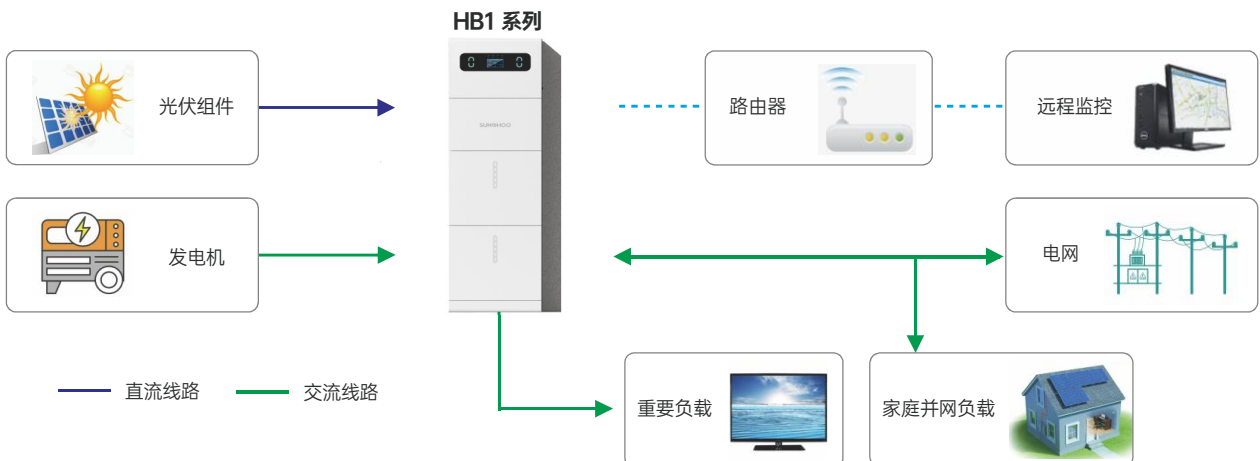 HB1 系列
光伏组件
路由器
远程监控
SUNSHOO
发电机
电网
直流线路
交流线路
重要负载
家庭并网负载